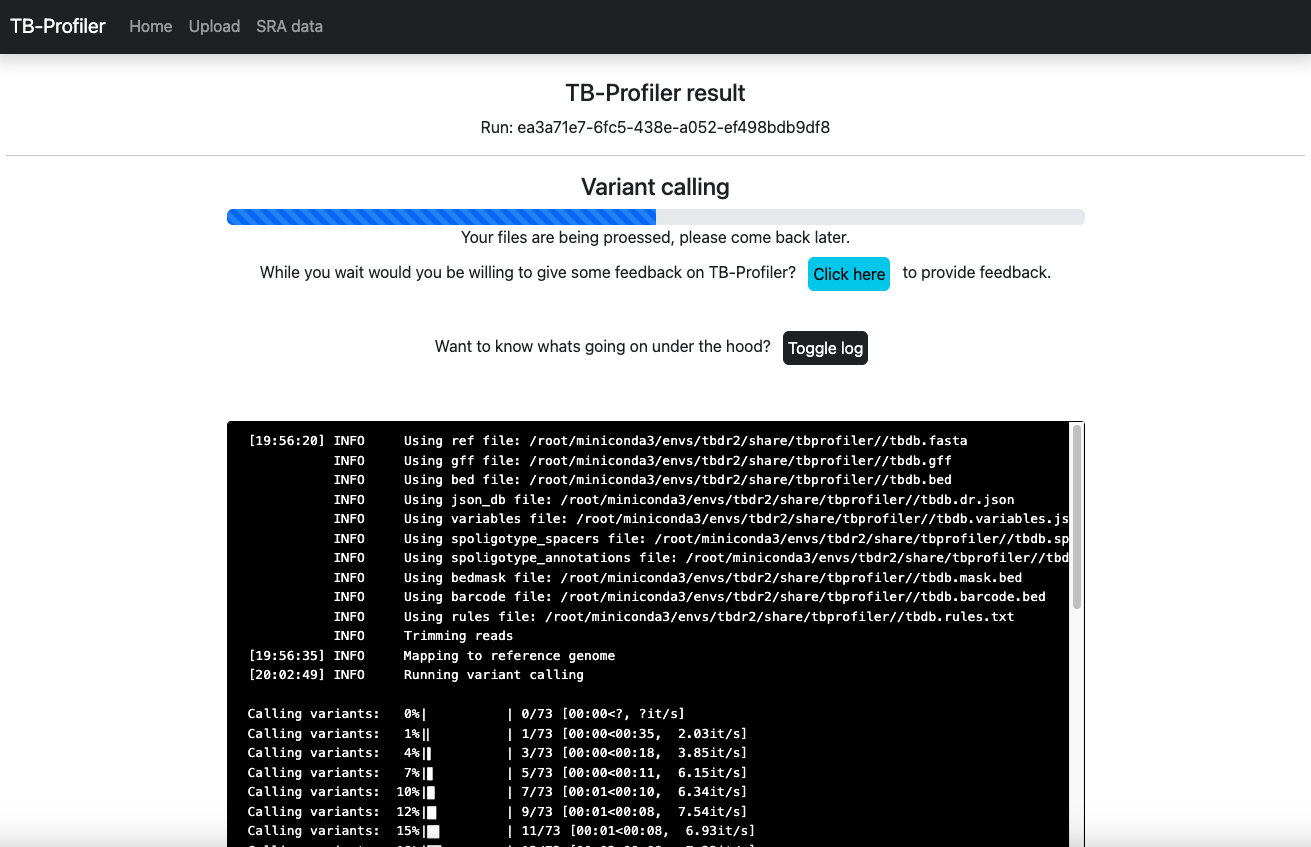 TB-Profiler Home Upload SRA data
TB-Profiler result
Run: ea3a71e7-6fc5-438e-a052-ef498bdb9df8
Variant calling
Your files are being proessed, please come back later.
While you wait would you be willing to give some feedback on TB-Profiler? Click here to provide feedback.
Want to know whats going on under the hood? Toggle log
[19:56:20] INFO Using ref file: /root/miniconda3/envs/tbdr2/share/tbprofiler//tbdb.fasta
INFO Using gff file: /root/miniconda3/envs/tbdr2/share/tbprofiler//tbdb.gff
INFO Using bed file: /root/miniconda3/envs/tbdr2/share/tbprofiler//tbdb.bed
INFO Using json_db file: /root/miniconda3/envs/tbdr2/share/tbprofiler//tbdb.dr.json
INFO Using variables file: /root/miniconda3/envs/tbdr2/share/tbprofiler//tbdb.variables.js
INFO Using spoligotype_spacers file: /root/miniconda3/envs/tbdr2/share/tbprofiler//tbdb.sp
INFO Using spoligotype_annotations file: /root/miniconda3/envs/tbdr2/share/tbprofiler//tbd
INFO Using bedmask file: /root/miniconda3/envs/tbdr2/share/tbprofiler//tbdb.mask.bed
INFO Using barcode file: /root/miniconda3/envs/tbdr2/share/tbprofiler//tbdb.barcode.bed
INFO Using rules file: /root/miniconda3/envs/tbdr2/share/tbprofiler//tbdb.rules.txt
INFO Trimming reads
[19:56:35] INFO Mapping to reference genome
[20:02:49] INFO Running variant calling
Calling variants: 0%| | 0/73 [00:00<?, ?it/s]
Calling variants: 1%|| | 1/73 [00:00<00:35, 2.03it/s]
Calling variants: 4%|▍ | 3/73 [00:00<00:18, 3.85it/s]
Calling variants: 7%|▋ | 5/73 [00:00<00:11, 6.15it/s]
Calling variants: 10%|▉ | 7/73 [00:01<00:10, 6.34it/s]
Calling variants: 12%|█▏ | 9/73 [00:01<00:08, 7.54it/s]
Calling variants: 15%|█▌ | 11/73 [00:01<00:08, 6.93it/s]